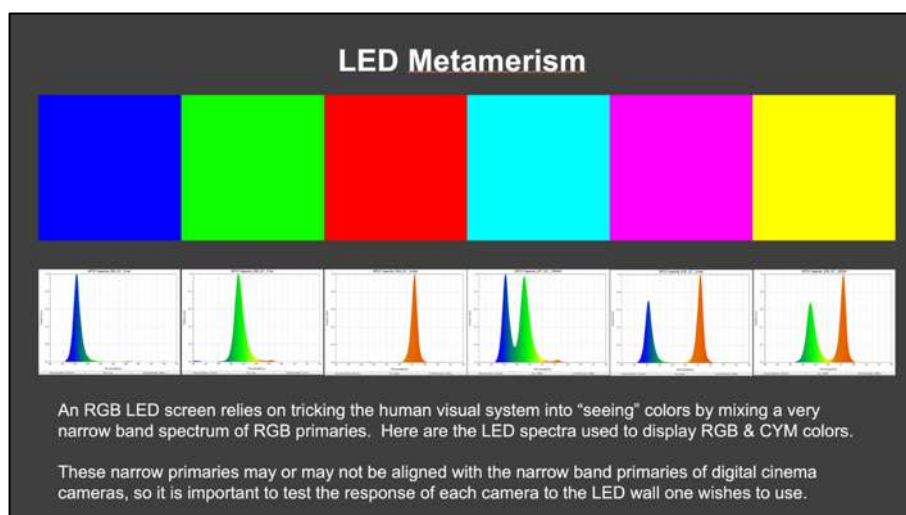 LED Metamerism
An RGB LED screen relies on tricking the human visual system into “seeing” colors by mixing a very
narrow band spectrum of RGB primaries.  Here are the LED spectra used to display RGB & CYM colors.
These narrow primaries may or may not be aligned with the narrow band primaries of digital cinema
cameras, so it is important to test the response of each camera to the LED wall one wishes to use.